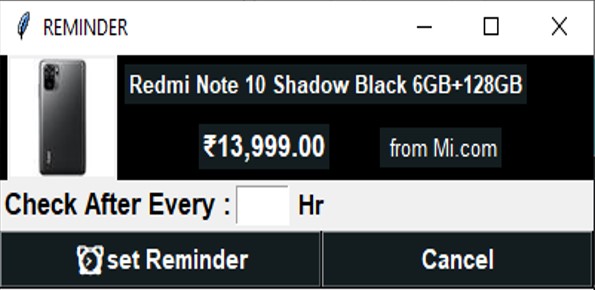 REMINDER
Redmi Note 10 Shadow Black 6GB+128GB
₹13,999.00 from Mi.com
Check After Every : Hr
set Reminder Cancel